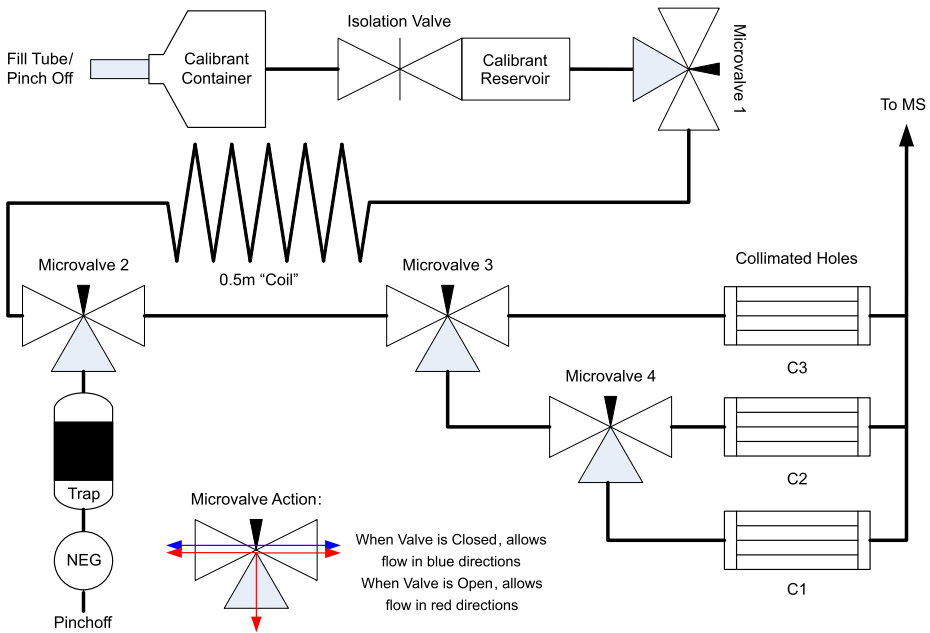 Fill Tube/
Pinch Off
Calibrant
Container
Isolation Valve
Calibrant
Reservoir
Microvalve 1
To MS
0.5m “Coil”
Microvalve 2
Microvalve 3
Collimated Holes
C3
Microvalve 4
C2
C1
Trap
NEG
Pinchoff
Microvalve Action:
When Valve is Closed, allows
flow in blue directions
When Valve is Open, allows
flow in red directions